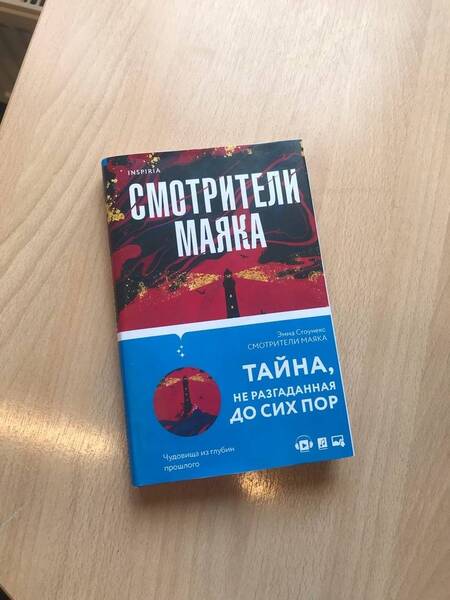 INSPIRIA
СМОТРИТЕЛИ
МАЯКА
Эмма Стоунекс
СМОТРИТЕЛИ МАЯКА
ТАЙНА,
НЕ РАЗГАДАННАЯ
ДО СИХ ПОР
Чудовища из глубин
прошлого